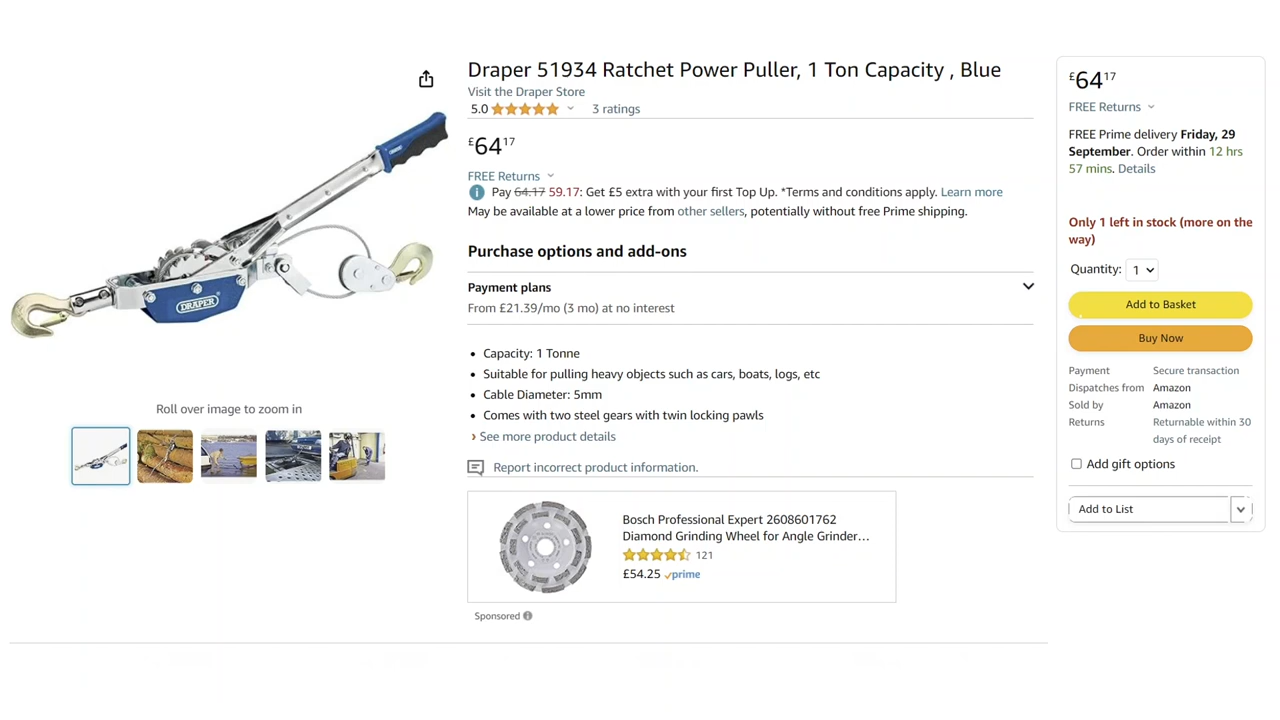 Draper 51934 Ratchet Power Puller, 1 Ton Capacity , Blue
Visit the Draper Store
5.0 3 ratings
£64 17
FREE Returns
Pay 64.17 59.17: Get £5 extra with your first Top Up. *Terms and conditions apply. Learn more
May be available at a lower price from other sellers, potentially without free Prime shipping.
Purchase options and add-ons
Payment plans
From £21.39/mo (3 mo) at no interest
Capacity: 1 Tonne
Suitable for pulling heavy objects such as cars, boats, logs, etc
Cable Diameter: 5mm
Comes with two steel gears with twin locking pawls
› See more product details
Report incorrect product information.
Bosch Professional Expert 2608601762
Diamond Grinding Wheel for Angle Grinder…
121
£54.25 prime
Sponsored
DRAPER
Roll over image to zoom in
£64 17
FREE Returns
FREE Prime delivery Friday, 29
September. Order within 12 hrs
57 mins. Details
Only 1 left in stock (more on the
way)
Quantity: 1
Add to Basket
Buy Now
Payment Secure transaction
Dispatches from Amazon
Sold by Amazon
Returns Returnable within 30
days of receipt
Add gift options
Add to List